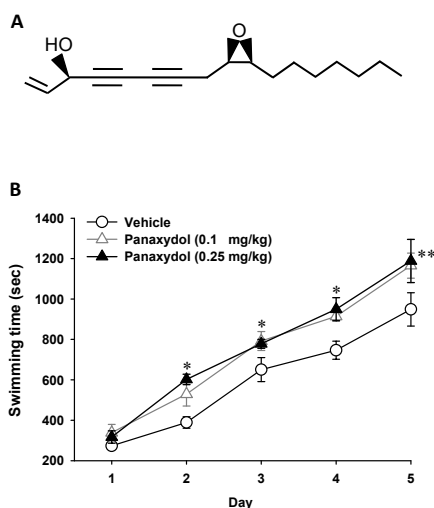 A
HO
O
B
Vehicle
Panaxydol (0.1 mg/kg)
Panaxydol (0.25 mg/kg)
Swimming time (sec)
1400
1200
1000
800
600
400
200
*
*
*
**
1 2 3 4 5
Day